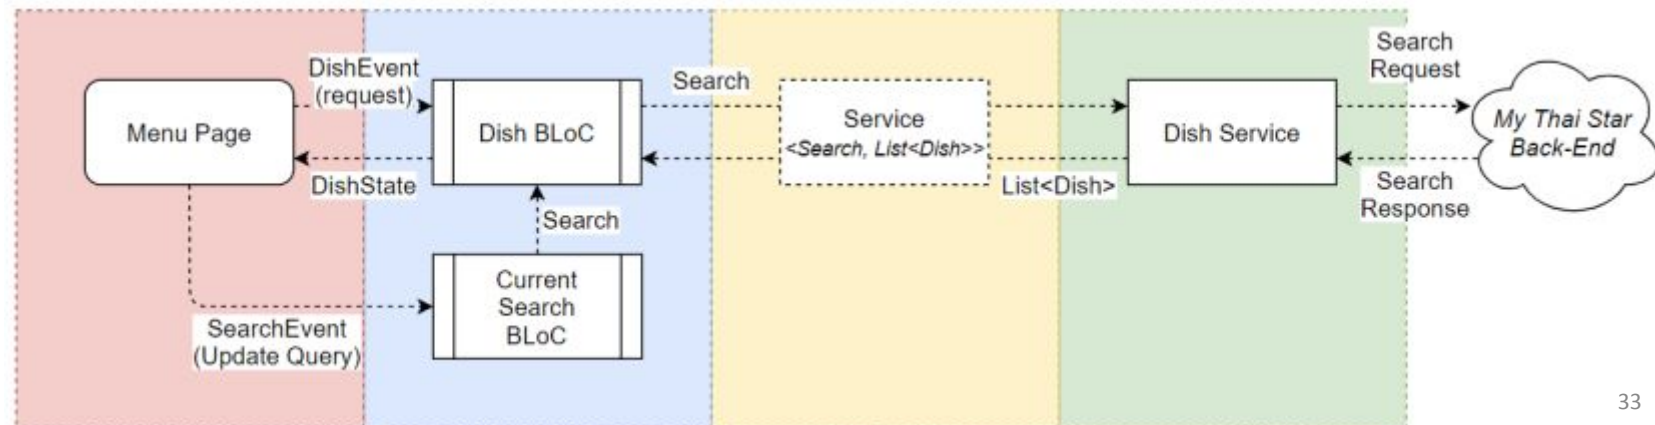 DishEvent
(request)
Search
Search
Request
Menu Page
Dish BLoC
Service
<Search, List<Dish>>
Dish Service
My Thai Star
Back-End
DishState
List<Dish>
Search
Response
Search
Current
Search
BLoC
SearchEvent
(Update Query)
33